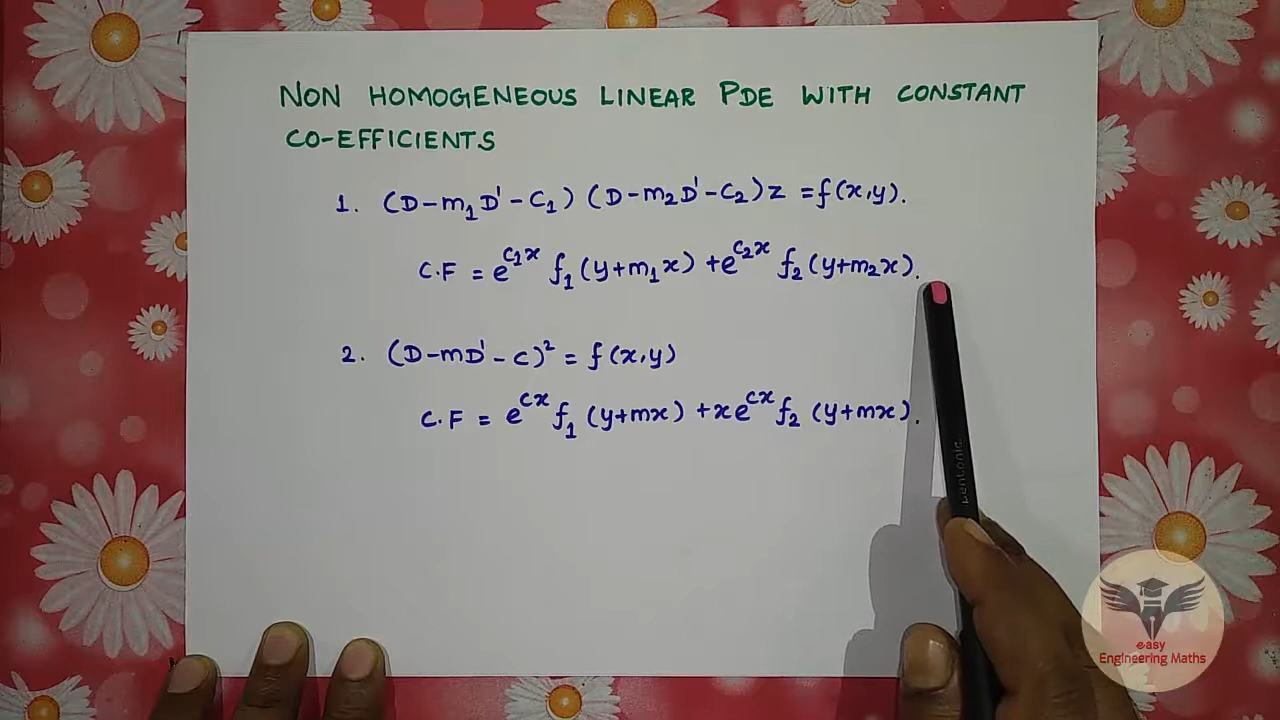 NON HOMOGENEOUS LINEAR PDE WITH CONSTANT
CO-EFFICIENTS
1. (D-m₁D'-C₁) (D-m₂D'-C₂)z = f(x,y).
C.F = e^{C₁x} f₁(y+m₁x) + e^{C₂x} f₂(y+m₂x).
2. (D-mD'-C)² = f(x,y)
C.F = e^{Cx} f₁(y+mx) + xe^{Cx} f₂(y+mx).
pentonic
easy
Engineering Maths